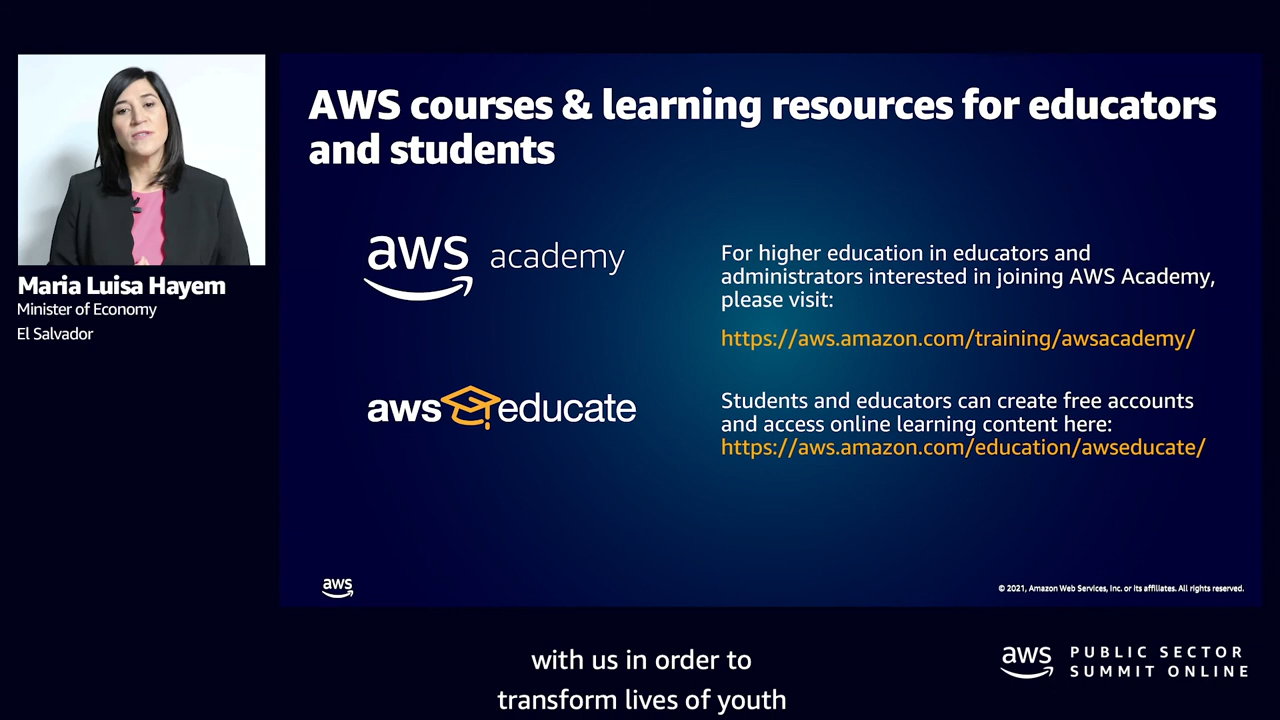 AWS courses & learning resources for educators
and students
Maria Luisa Hayem
Minister of Economy
El Salvador
aws academy
For higher education in educators and
administrators interested in joining AWS Academy,
please visit:
https://aws.amazon.com/training/awsacademy/
aws educate
Students and educators can create free accounts
and access online learning content here:
https://aws.amazon.com/education/awseducate/
aws
© 2021, Amazon Web Services, Inc. or its affiliates. All rights reserved.
with us in order to
transform lives of youth
aws
PUBLIC SECTOR
SUMMIT ONLINE